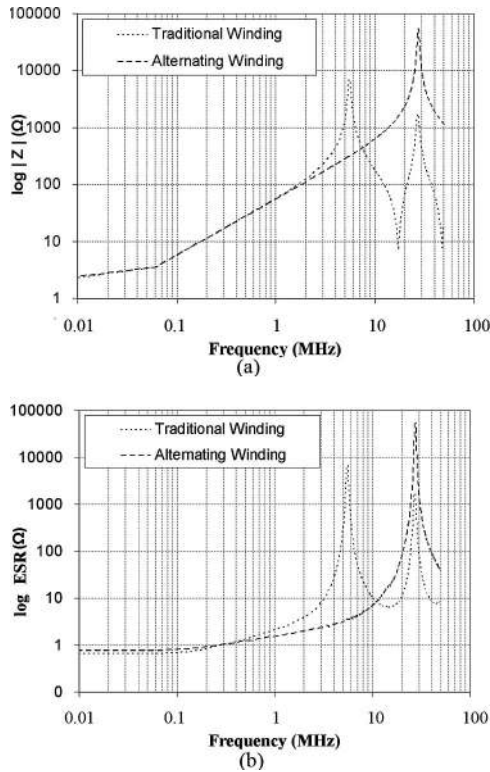 100000
10000
1000
100
10
1
log | Z | (Ω)
Traditional Winding
Alternating Winding
0.01 0.1 1 10 100
Frequency (MHz)
(a)
100000
10000
1000
100
10
1
0
log ESR (Ω)
Traditional Winding
Alternating Winding
0.01 0.1 1 10 100
Frequency (MHz)
(b)